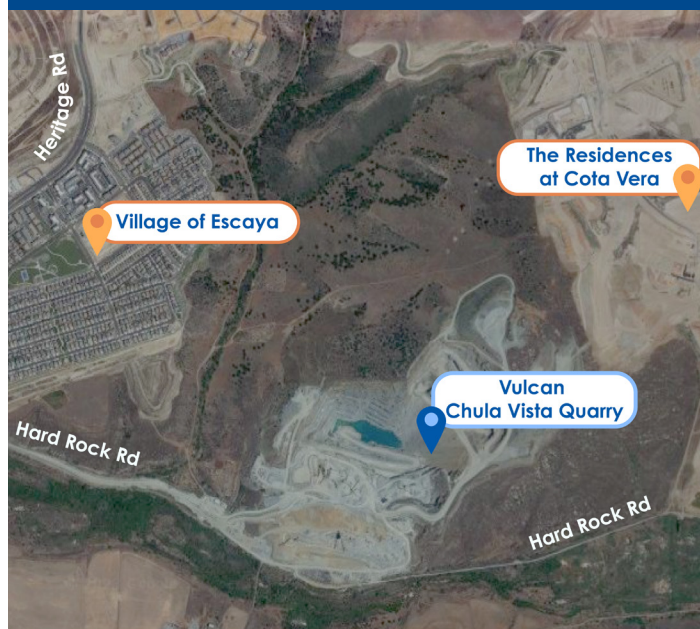 Heritage Rd
The Residences
at Cota Vera
Village of Escaya
Vulcan
Chula Vista Quarry
Hard Rock Rd
Hard Rock Rd